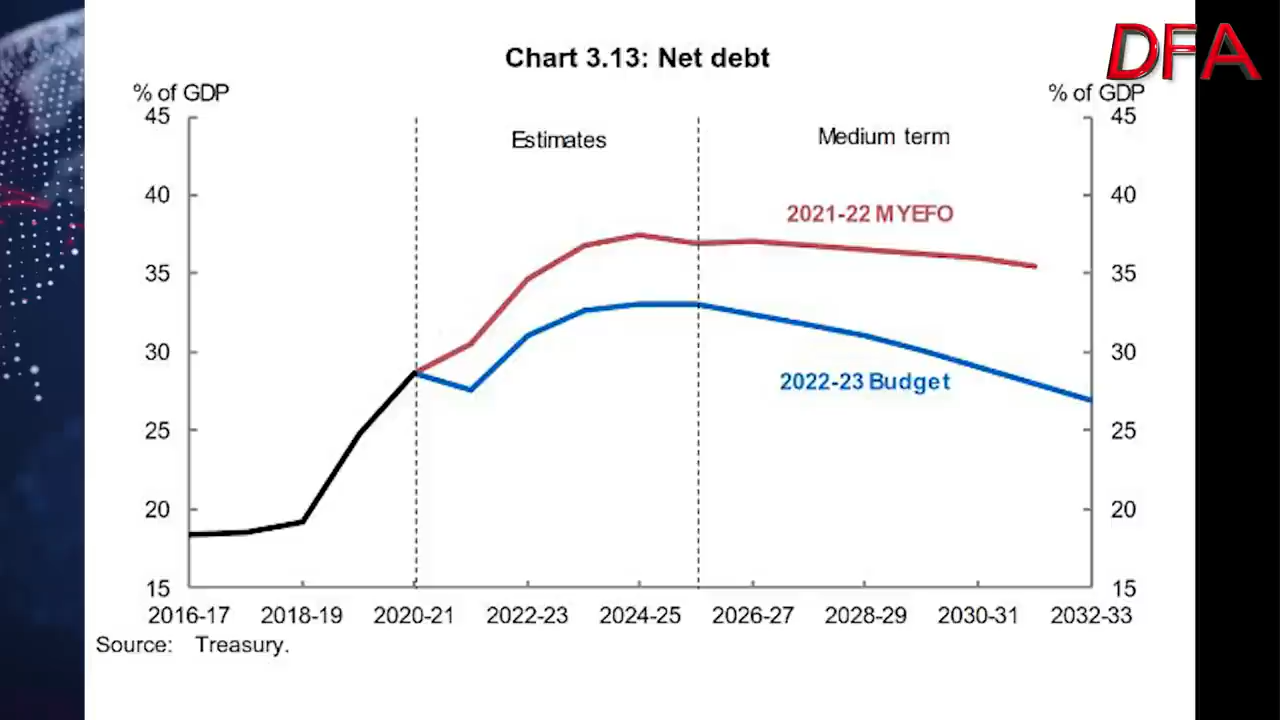 DFA
Chart 3.13: Net debt
% of GDP % of GDP
45 45
Estimates Medium term
40 40
2021-22 MYEFO
35 35
30 30
2022-23 Budget
25 25
20 20
15 15
2016-17 2018-19 2020-21 2022-23 2024-25 2026-27 2028-29 2030-31 2032-33
Source: Treasury.